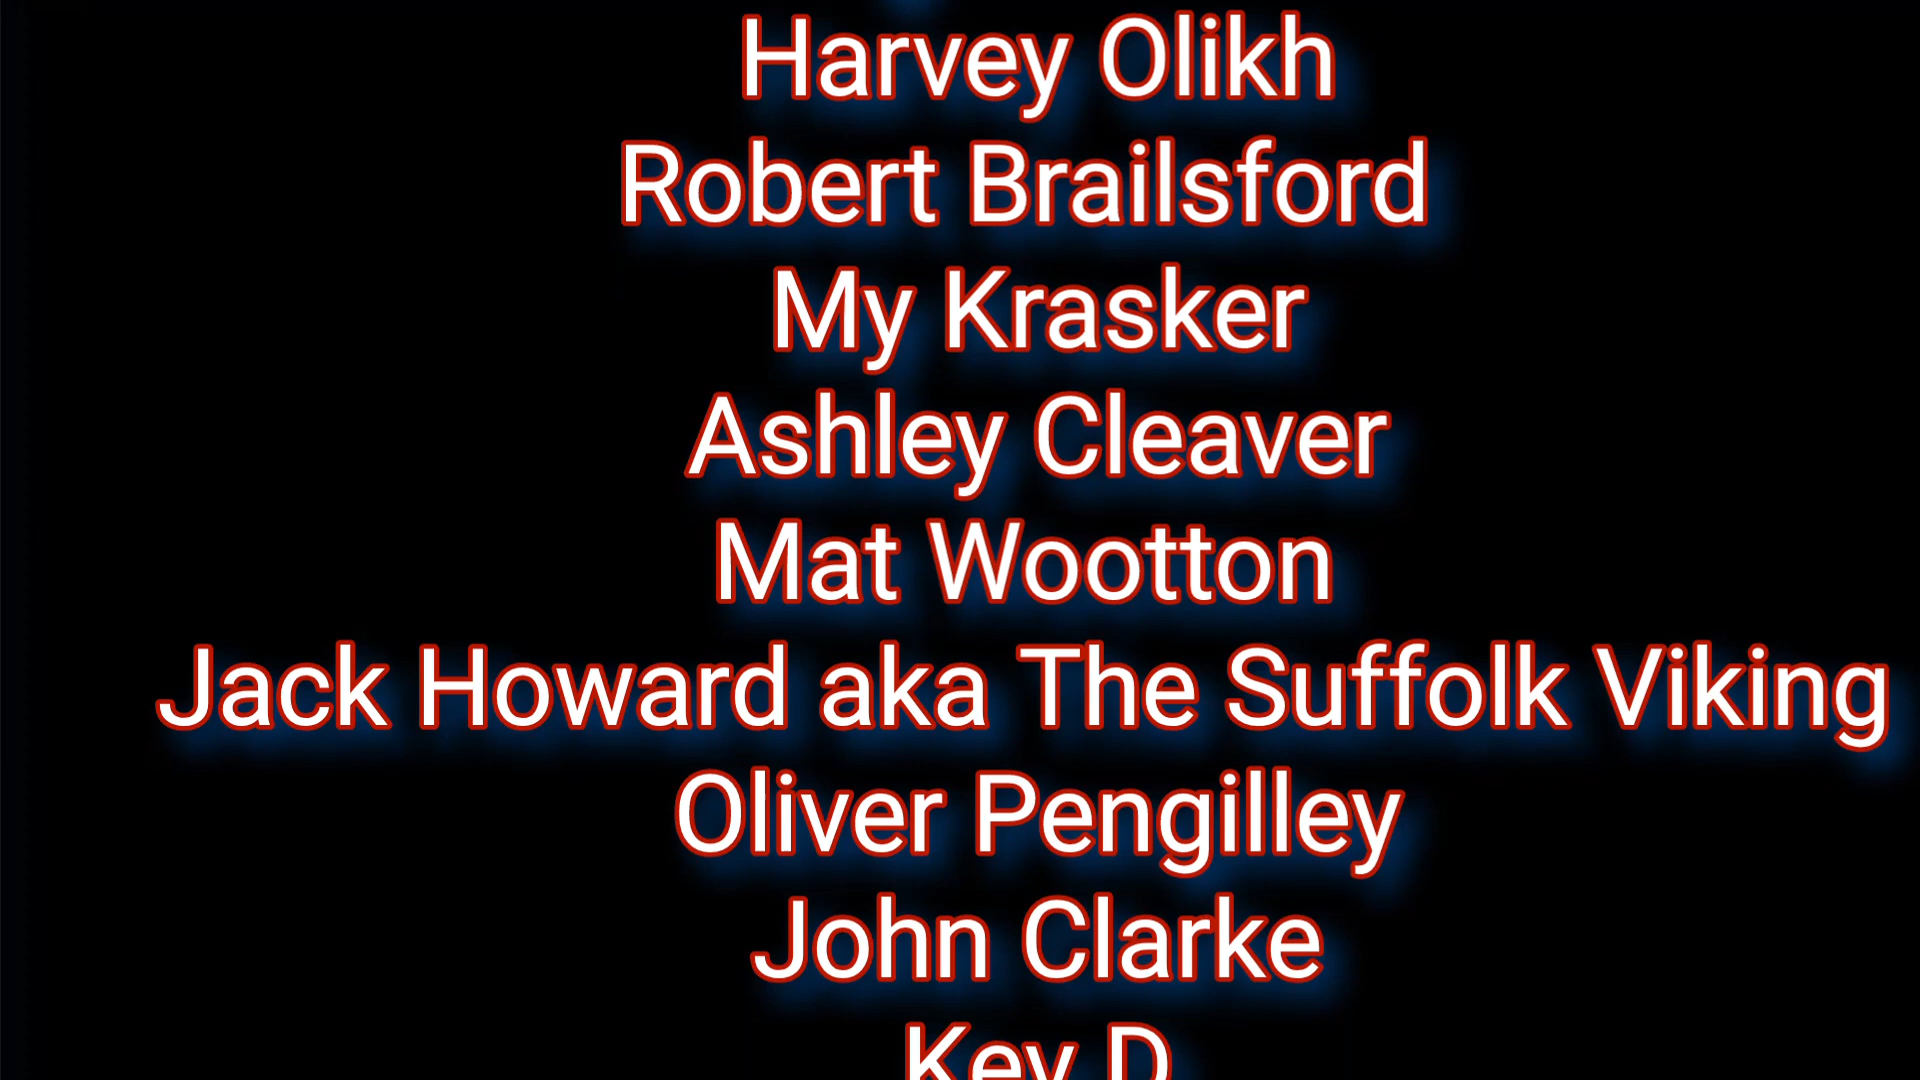 Harvey Olikh
Robert Brailsford
My Krasker
Ashley Cleaver
Mat Wootton
Jack Howard aka The Suffolk Viking
Oliver Pengilley
John Clarke
Kev D